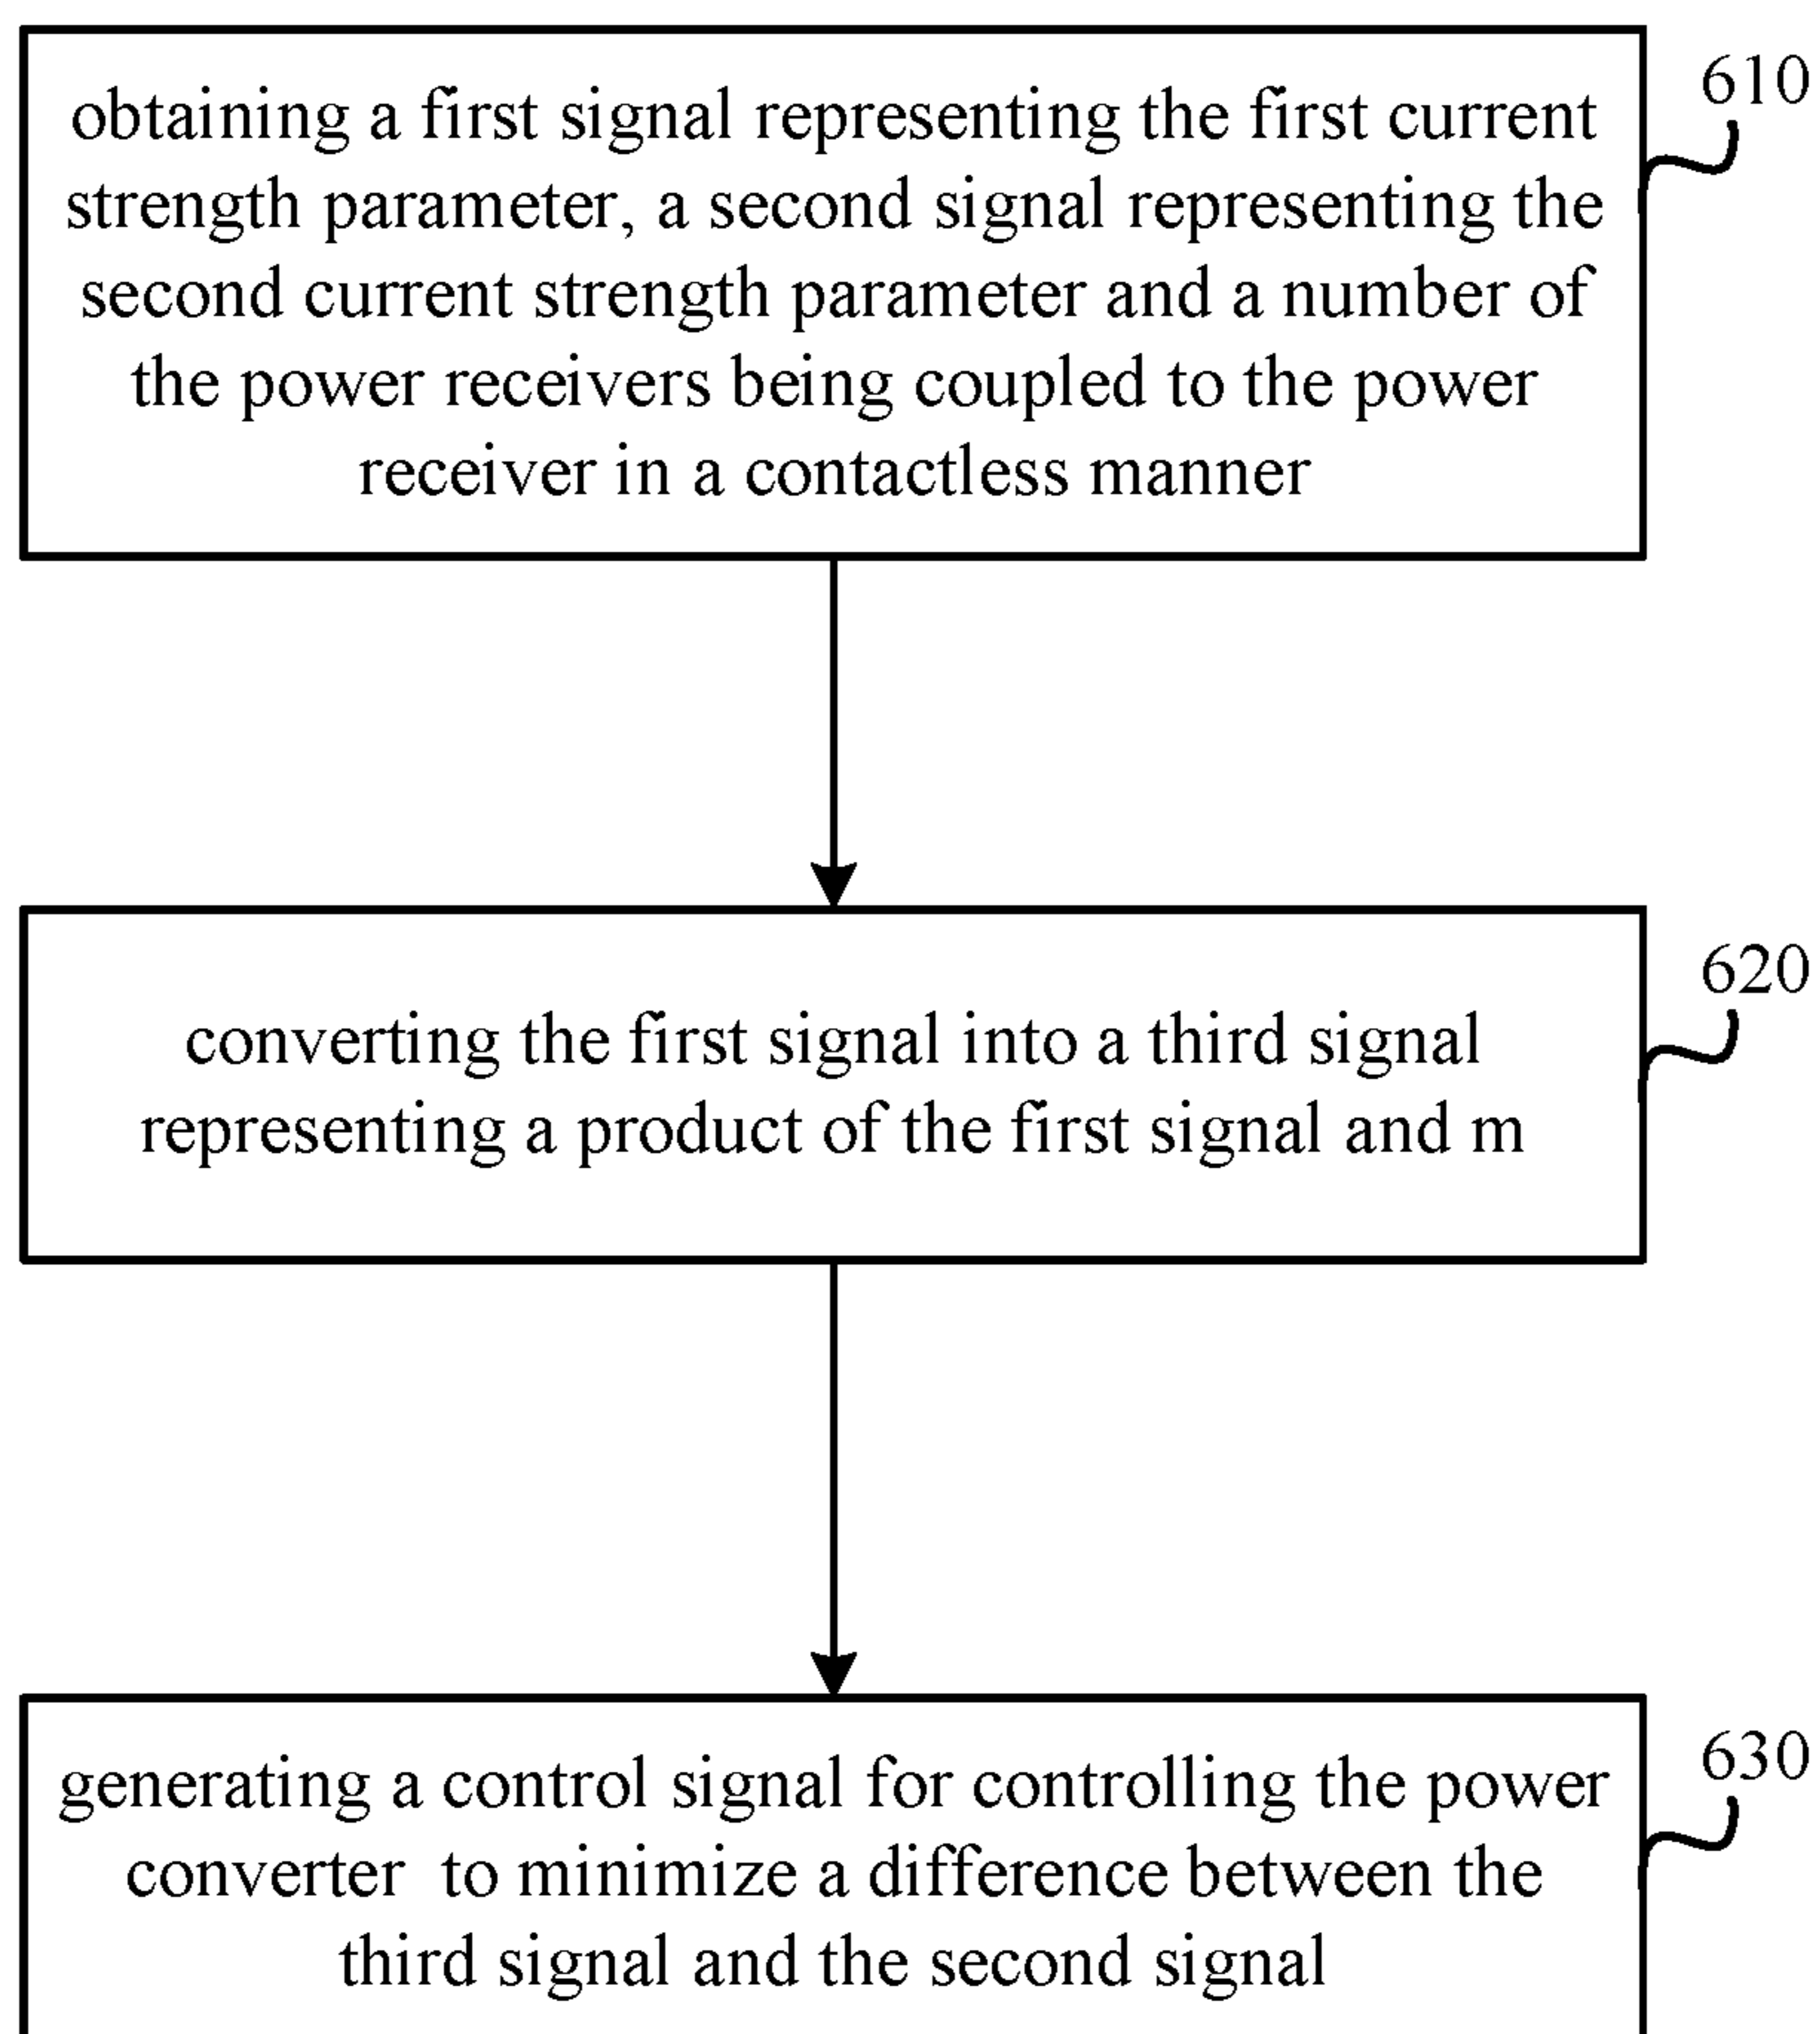 obtaining a first signal representing the first current
strength parameter, a second signal representing the
second current strength parameter and a number of
the power receivers being coupled to the power
receiver in a contactless manner
610
converting the first signal into a third signal
representing a product of the first signal and m
620
generating a control signal for controlling the power
converter to minimize a difference between the
third signal and the second signal
630